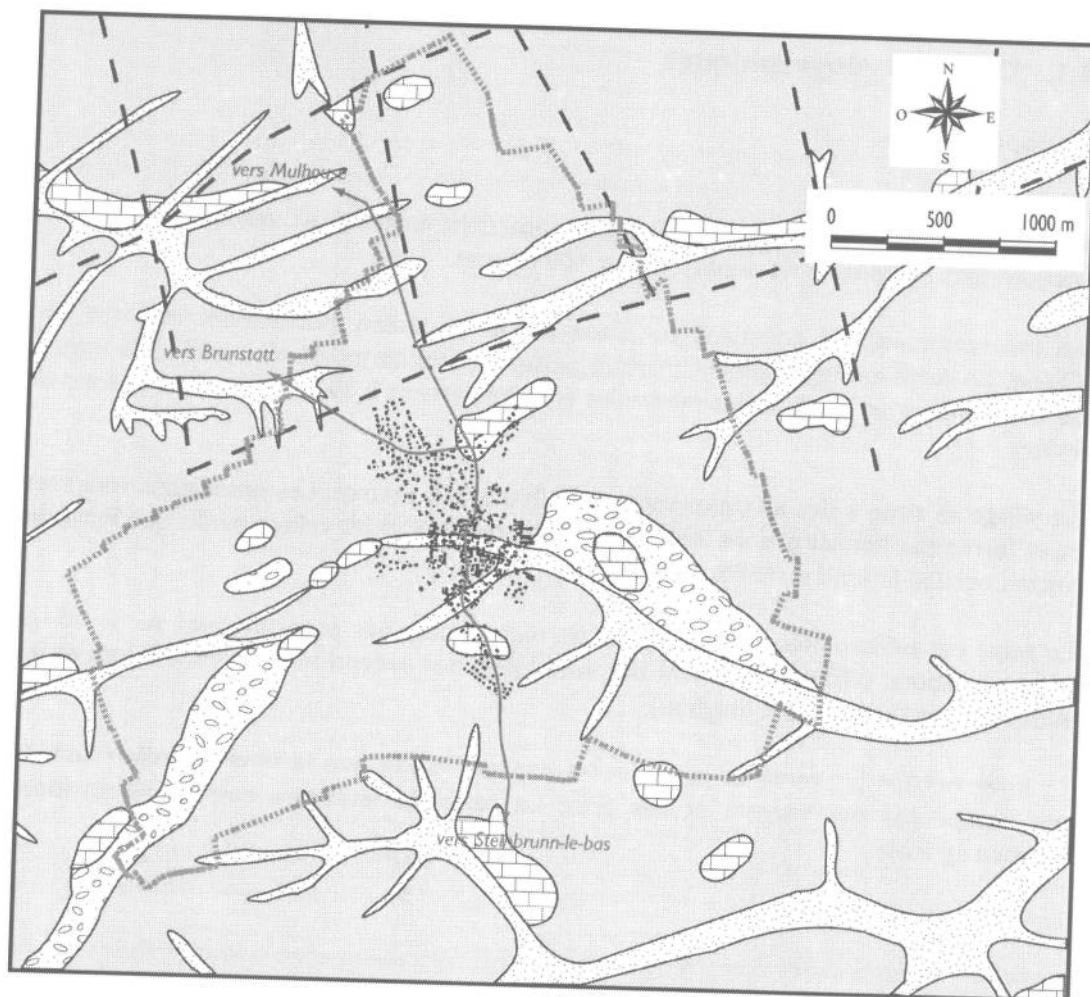 N
O E
S
0 500 1000 m
vers Mulhouse
vers Brunstatt
vers Steinbrunn-le-bas